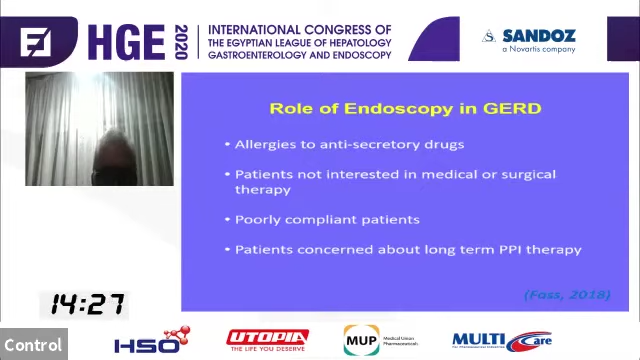 HGE 2020
INTERNATIONAL CONGRESS OF
THE EGYPTIAN LEAGUE OF HEPATOLOGY
GASTROENTEROLOGY AND ENDOSCOPY
S SANDOZ
a Novartis company
Role of Endoscopy in GERD
• Allergies to anti-secretory drugs
• Patients not interested in medical or surgical
therapy
• Poorly compliant patients
• Patients concerned about long term PPI therapy
(Fass, 2018)
14:27
Control
HSO
UTOPIA
THE LIFE YOU DESERVE
MUP
Medical Union
Pharmaceuticals
MULTI Care